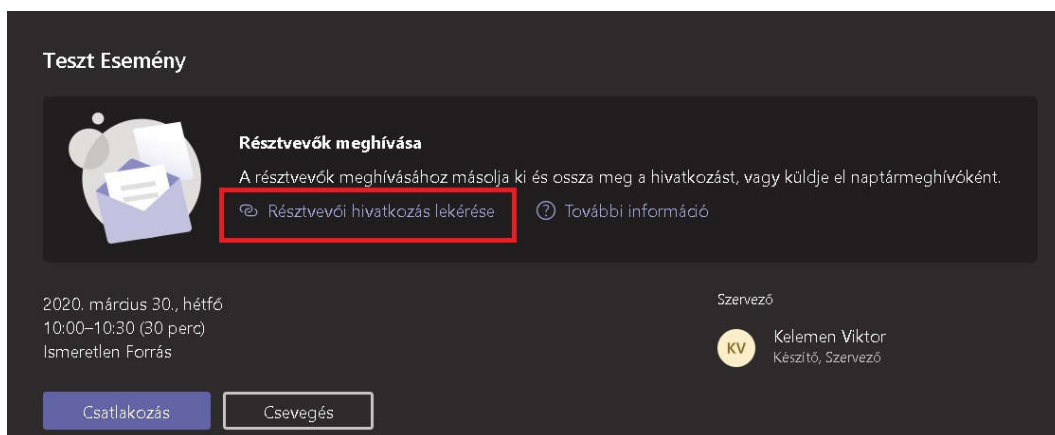 Teszt Esemény
Résztvevők meghívása
A résztvevők meghívásához másolja ki és ossza meg a hivatkozást, vagy küldje el naptármeghívóként.
Résztvevői hivatkozás lekérése
További információ
2020. március 30., hétfő
10:00–10:30 (30 perc)
Ismeretlen Forrás
Szervező
KV
Kelemen Viktor
Készítő, Szervező
Csatlakozás
Csevegés